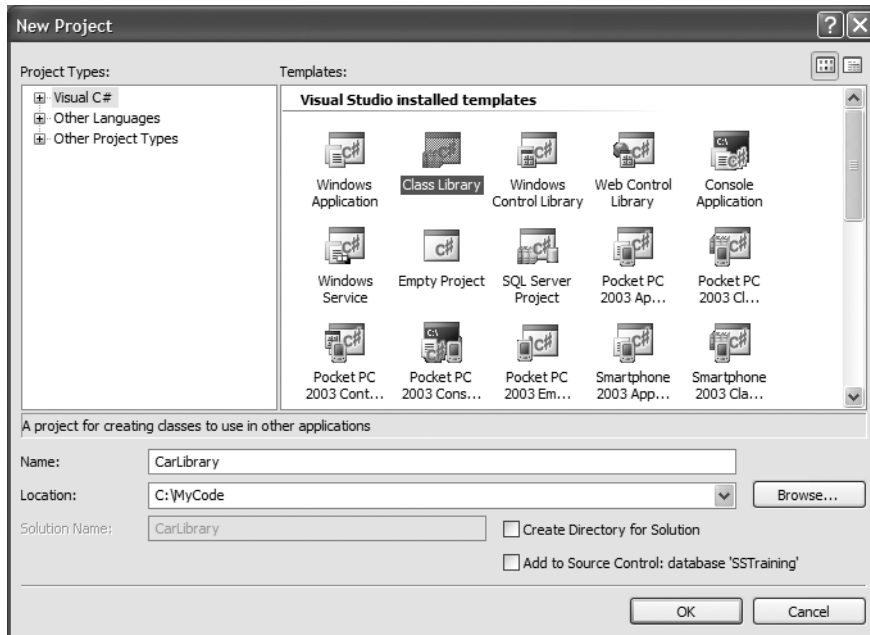 New Project
Project Types:
Templates:
Visual C#
Other Languages
Other Project Types
Visual Studio installed templates
Windows
Application
Class Library
Windows
Control Library
Web Control
Library
Console
Application
Windows
Service
Empty Project
SQL Server
Project
Pocket PC
2003 Ap...
Pocket PC
2003 Cl...
Pocket PC
2003 Cont...
Pocket PC
2003 Cons...
Pocket PC
2003 Em...
Smartphone
2003 App...
Smartphone
2003 Cla...
A project for creating classes to use in other applications
Name:
CarLibrary
Location:
C:\MyCode
Browse...
Solution Name:
CarLibrary
Create Directory for Solution
Add to Source Control: database 'SSTraining'
OK
Cancel